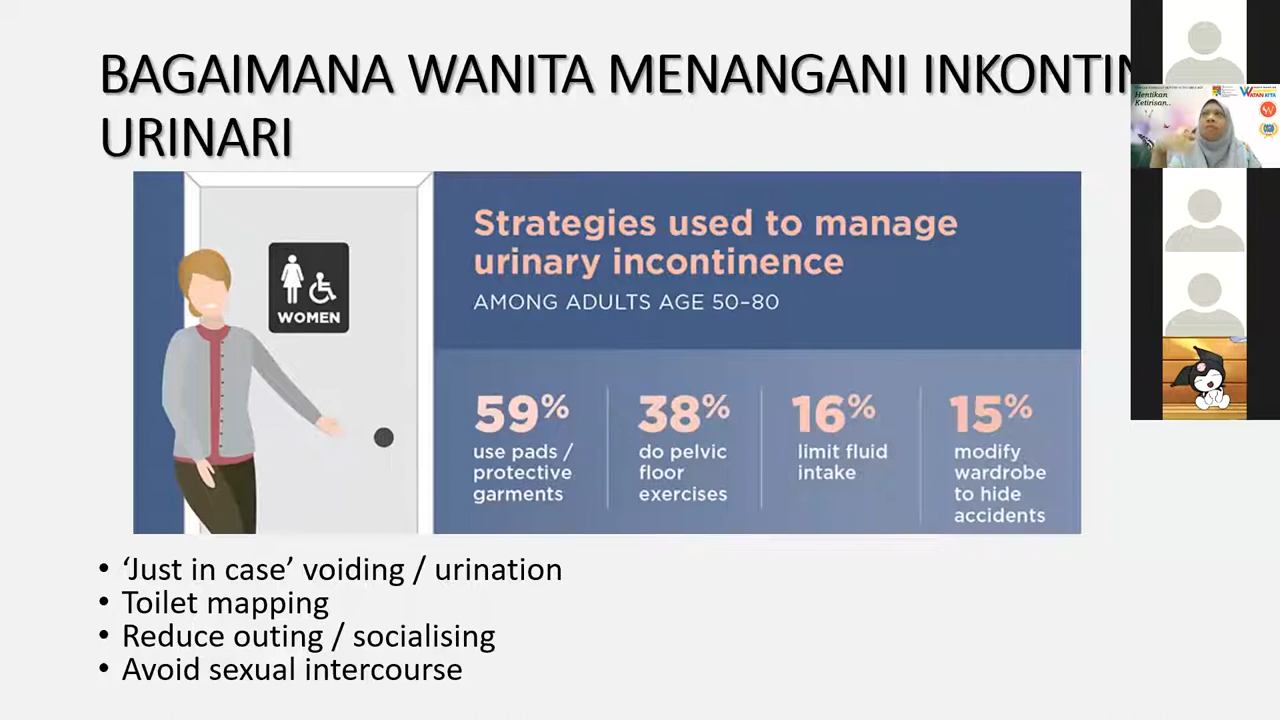 BAGAIMANA WANITA MENANGANI
URINARI
WOMEN
Strategies used to manage
urinary incontinence
AMONG ADULTS AGE 50–80
59%
use pads /
protective
garments
38%
do pelvic
floor
exercises
16%
limit fluid
intake
15%
modify
wardrobe
to hide
accidents
• ‘Just in case’ voiding / urination
• Toilet mapping
• Reduce outing / socialising
• Avoid sexual intercourse
Hentikan
Ketirisan..